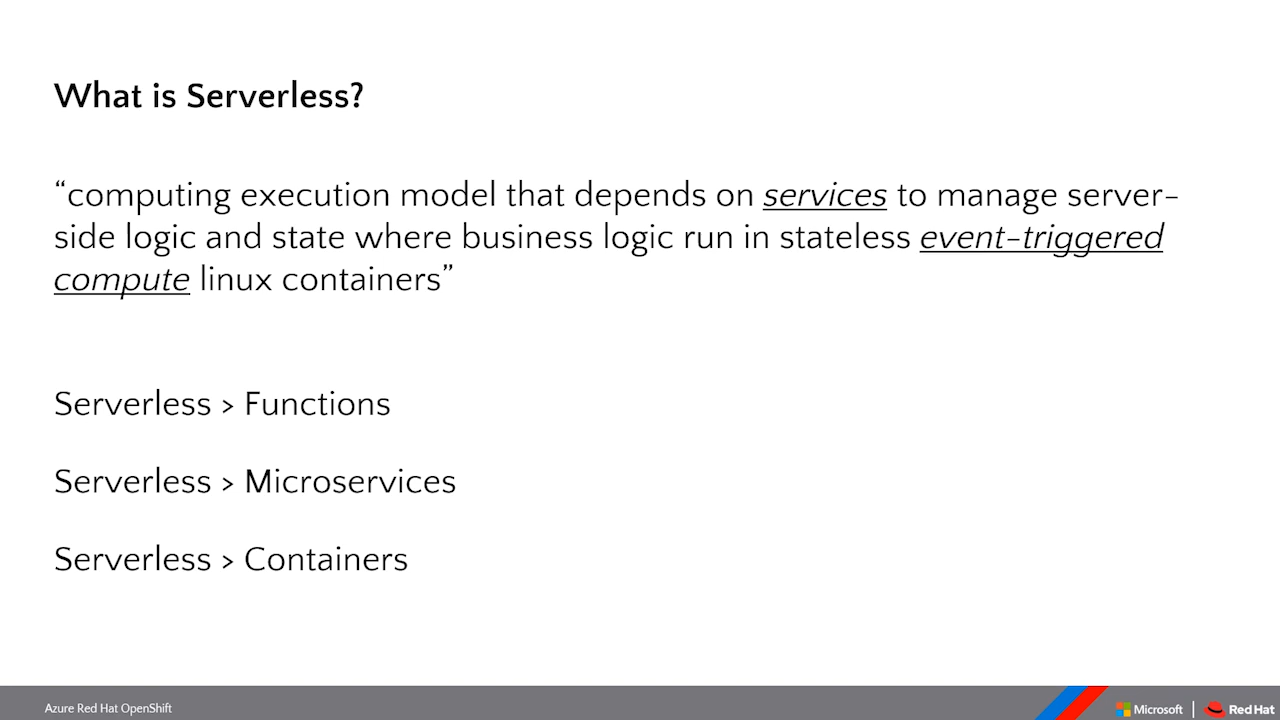 What is Serverless?
“computing execution model that depends on services to manage server-
side logic and state where business logic run in stateless event-triggered
compute linux containers”
Serverless > Functions
Serverless > Microservices
Serverless > Containers
Azure Red Hat OpenShift
Microsoft | Red Hat